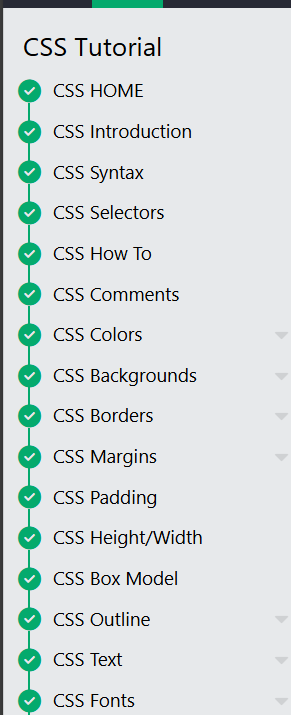 CSS Tutorial
CSS HOME
CSS Introduction
CSS Syntax
CSS Selectors
CSS How To
CSS Comments
CSS Colors
CSS Backgrounds
CSS Borders
CSS Margins
CSS Padding
CSS Height/Width
CSS Box Model
CSS Outline
CSS Text
CSS Fonts